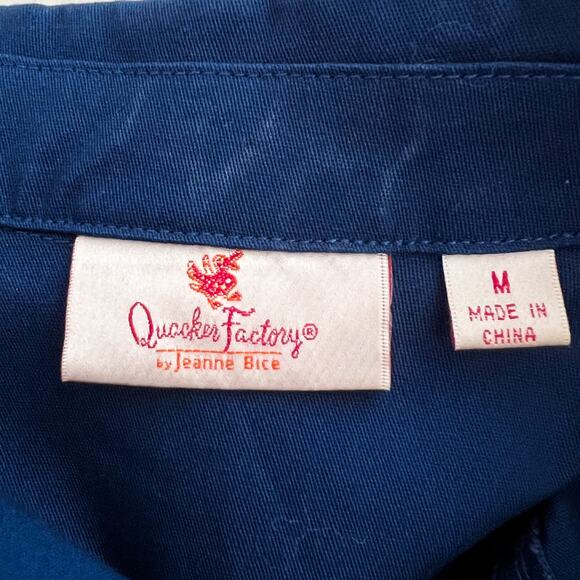 Quacker Factory®
by Jeanne Bice
M
MADE IN
CHINA